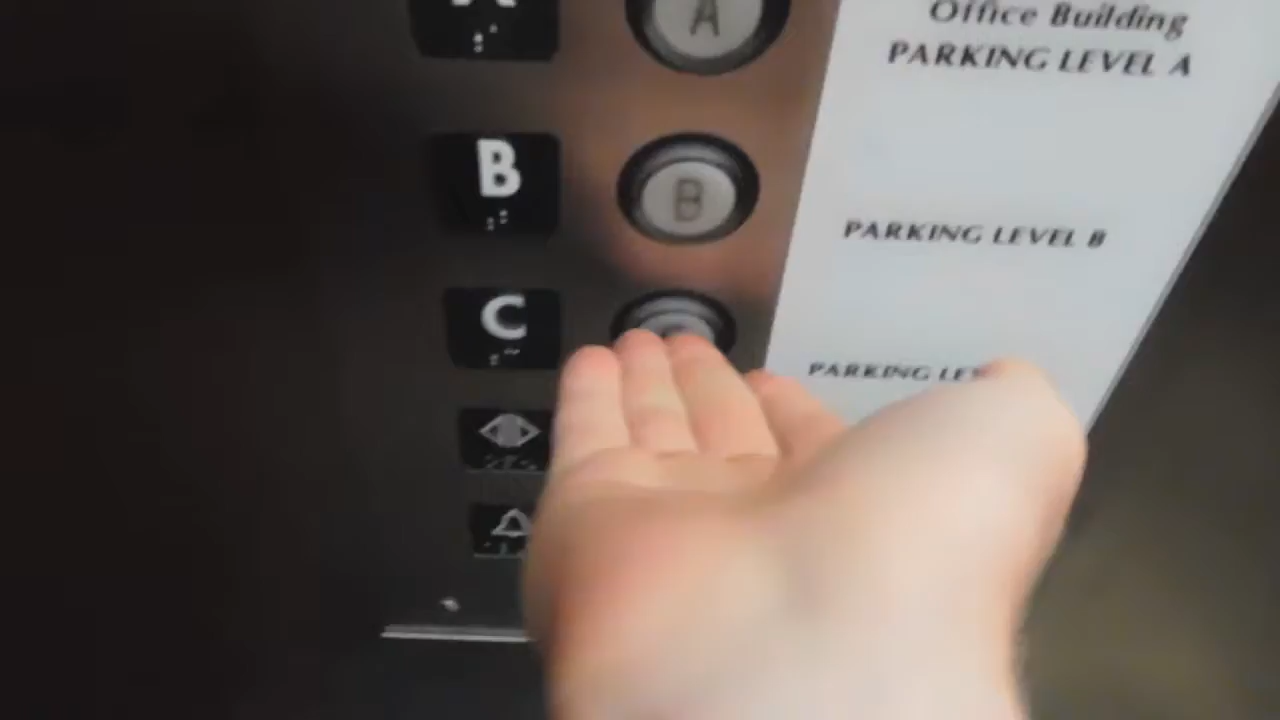 A
A
Office Building
PARKING LEVEL A
B
B
PARKING LEVEL B
C
PARKING